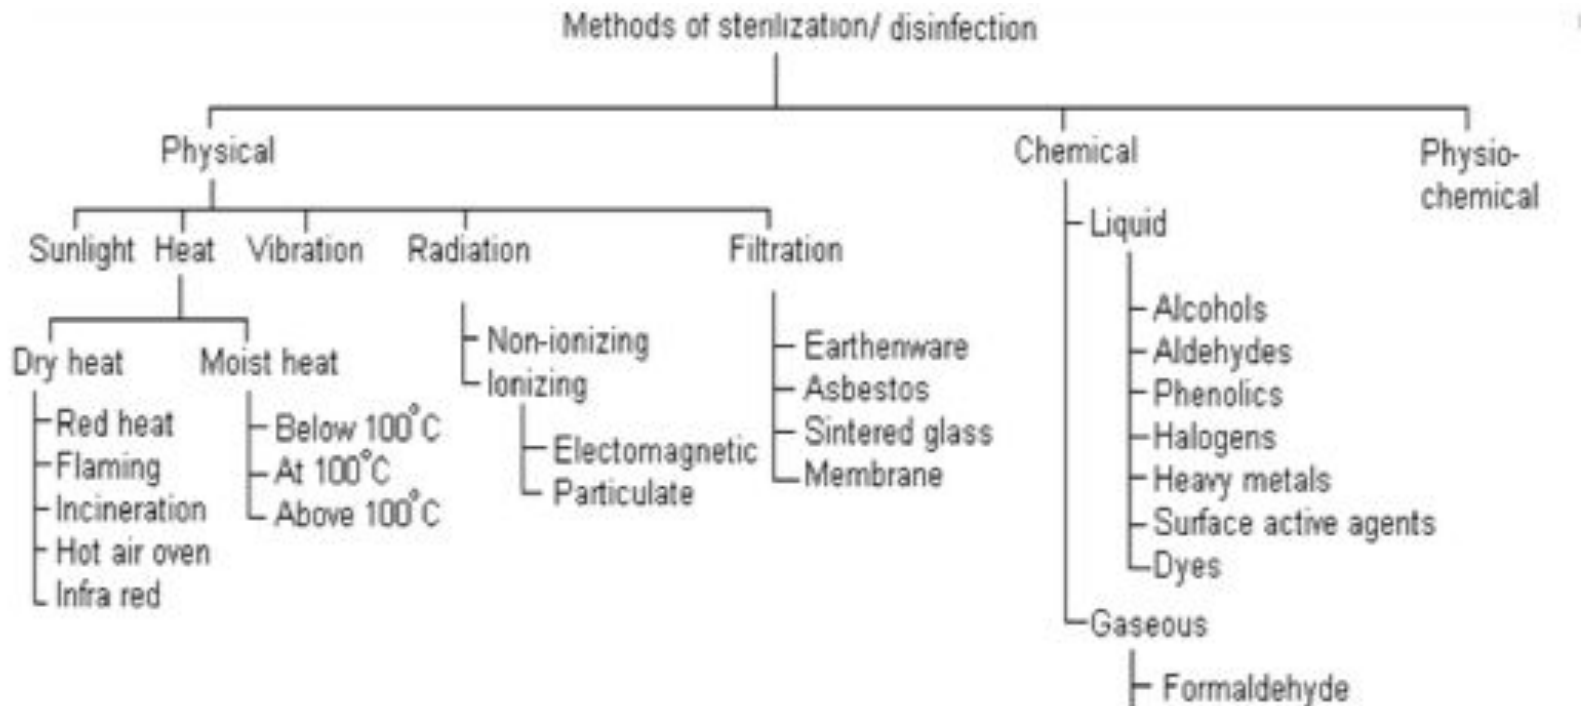 Methods of sterilization/ disinfection
Physical
Chemical
Physio-
chemical
Sunlight
Heat
Vibration
Radiation
Filtration
Dry heat
Red heat
Flaming
Incineration
Hot air oven
Infra red
Moist heat
Below 100°C
At 100°C
Above 100°C
Non-ionizing
Ionizing
Electomagnetic
Particulate
Earthenware
Asbestos
Sintered glass
Membrane
Liquid
Alcohols
Aldehydes
Phenolics
Halogens
Heavy metals
Surface active agents
Dyes
Gaseous
Formaldehyde